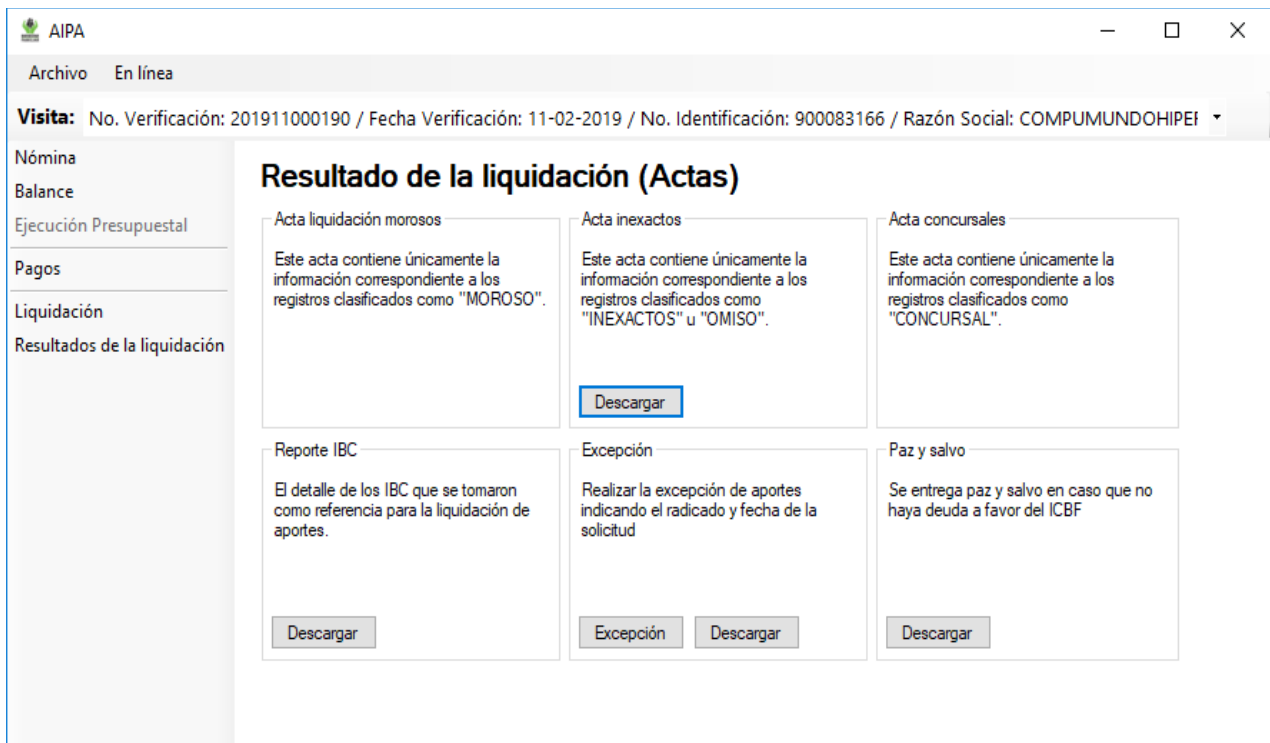 AIPA
Archivo En línea
Visita: No. Verificación: 201911000190 / Fecha Verificación: 11-02-2019 / No. Identificación: 900083166 / Razón Social: COMPUMUNDOHIPER
Nómina
Balance
Ejecución Presupuestal
Pagos
Liquidación
Resultados de la liquidación
Resultado de la liquidación (Actas)
Acta liquidación morosos
Este acta contiene únicamente la
información correspondiente a los
registros clasificados como "MOROSO".
Acta inexactos
Este acta contiene únicamente la
información correspondiente a los
registros clasificados como
"INEXACTOS" u "OMISO".
Descargar
Acta concursales
Este acta contiene únicamente la
información correspondiente a los
registros clasificados como
"CONCURSAL".
Reporte IBC
El detalle de los IBC que se tomaron
como referencia para la liquidación de
aportes.
Descargar
Excepción
Realizar la excepción de aportes
indicando el radicado y fecha de la
solicitud
Excepción Descargar
Paz y salvo
Se entrega paz y salvo en caso que no
haya deuda a favor del ICBF
Descargar